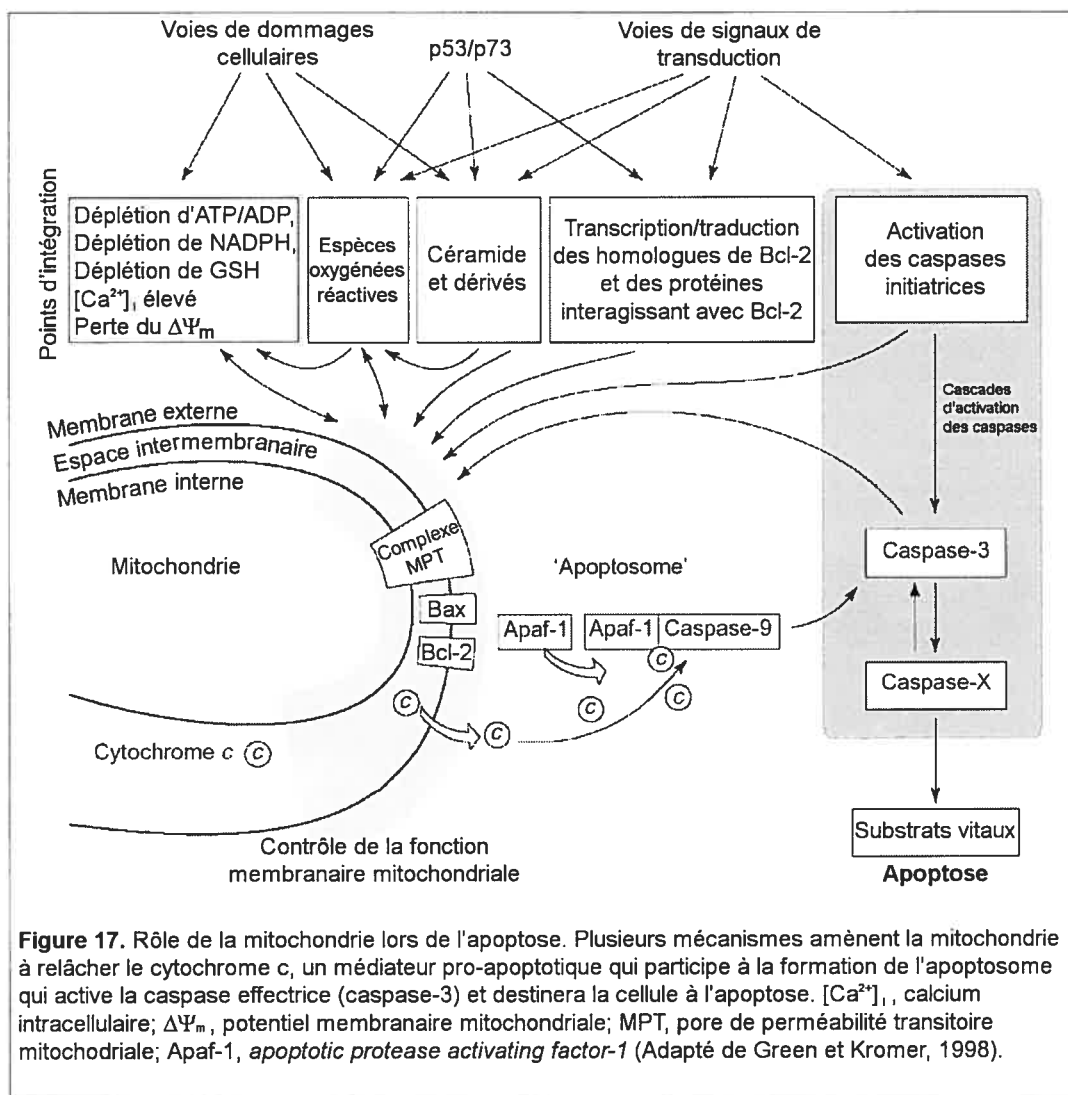 Voies de dommages
cellulaires
p53/p73
Voies de signaux de
transduction
Points d'intégration
Déplétion d'ATP/ADP,
Déplétion de NADPH,
Déplétion de GSH
[Ca²⁺]ᵢ élevé
Perte du ΔΨₘ
Espèces
oxygénées
réactives
Céramide
et dérivés
Transcription/traduction
des homologues de Bcl-2
et des protéines
interagissant avec Bcl-2
Activation
des caspases
initiatrices
Cascades
d'activation
des caspases
Membrane externe
Espace intermembranaire
Membrane interne
Mitochondrie
Complexe
MPT
Bax
Bcl-2
'Apoptosome'
Apaf-1
Apaf-1 Caspase-9
c
c
c
c
c
Caspase-3
Caspase-X
Cytochrome c c
Substrats vitaux
Apoptose
Contrôle de la fonction
membranaire mitochondriale
Figure 17. Rôle de la mitochondrie lors de l'apoptose. Plusieurs mécanismes amènent la mitochondrie
à relâcher le cytochrome c, un médiateur pro-apoptotique qui participe à la formation de l'apoptosome
qui active la caspase effectrice (caspase-3) et destinera la cellule à l'apoptose. [Ca²⁺]ᵢ, calcium
intracellulaire; ΔΨₘ, potentiel membranaire mitochondriale; MPT, pore de perméabilité transitoire
mitochodriale; Apaf-1, apoptotic protease activating factor-1 (Adapté de Green et Kromer, 1998).